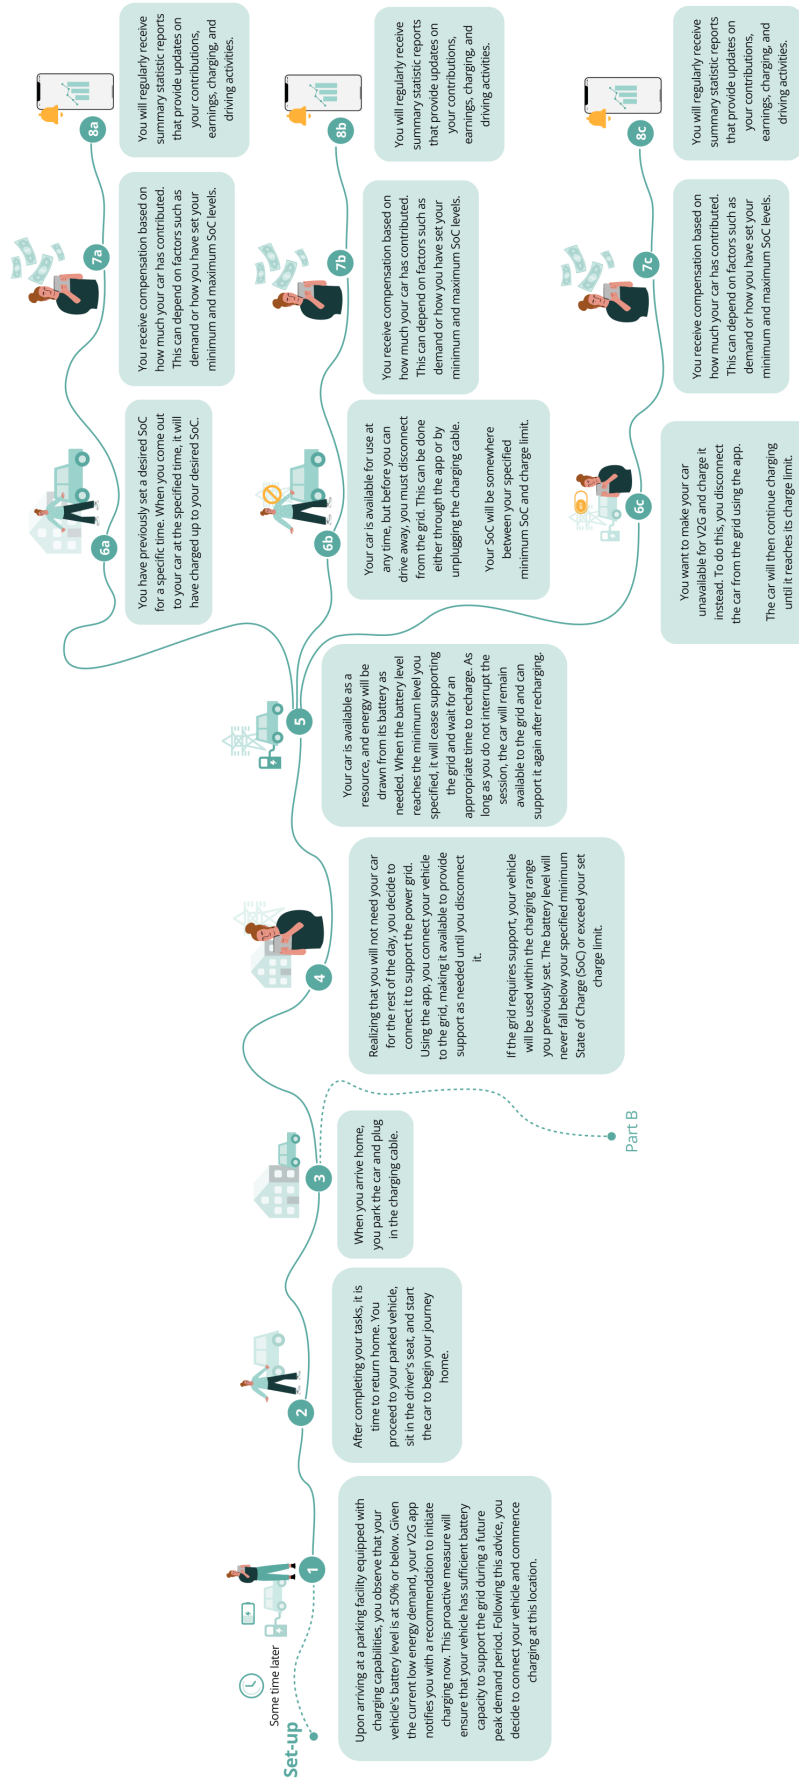 Set-up
Some time later
1
Upon arriving at a parking facility equipped with
charging capabilities, you observe that your
vehicle's battery level is at 50% or below. Given
the current low energy demand, your V2G app
notifies you with a recommendation to initiate
charging now. This proactive measure will
ensure that your vehicle has sufficient battery
capacity to support the grid during a future
peak demand period. Following this advice, you
decide to connect your vehicle and commence
charging at this location.
2
After completing your tasks, it is
time to return home. You
proceed to your parked vehicle,
sit in the driver's seat, and start
the car to begin your journey
home.
3
When you arrive home,
you park the car and plug
in the charging cable.
Part B
4
Realizing that you will not need your car
for the rest of the day, you decide to
connect it to support the power grid.
Using the app, you connect your vehicle
to the grid, making it available to provide
support as needed until you disconnect
it.
If the grid requires support, your vehicle
will be used within the charging range
you previously set. The battery level will
never fall below your specified minimum
State of Charge (SoC) or exceed your set
charge limit.
5
Your car is available as a
resource, and energy will be
drawn from its battery as
needed. When the battery level
reaches the minimum level you
specified, it will cease supporting
the grid and wait for an
appropriate time to recharge. As
long as you do not interrupt the
session, the car will remain
available to the grid and can
support it again after recharging.
6a
You have previously set a desired SoC
for a specific time. When you come out
to your car at the specified time, it will
have charged up to your desired SoC.
7a
You receive compensation based on
how much your car has contributed.
This can depend on factors such as
demand or how you have set your
minimum and maximum SoC levels.
8a
You will regularly receive
summary statistic reports
that provide updates on
your contributions,
earnings, charging, and
driving activities.
6b
Your car is available for use at
any time, but before you can
drive away, you must disconnect
from the grid. This can be done
either through the app or by
unplugging the charging cable.
Your SoC will be somewhere
between your specified
minimum SoC and charge limit.
7b
You receive compensation based on
how much your car has contributed.
This can depend on factors such as
demand or how you have set your
minimum and maximum SoC levels.
8b
You will regularly receive
summary statistic reports
that provide updates on
your contributions,
earnings, charging, and
driving activities.
6c
You want to make your car
unavailable for V2G and charge it
instead. To do this, you disconnect
the car from the grid using the app.
The car will then continue charging
until it reaches its charge limit.
7c
You receive compensation based on
how much your car has contributed.
This can depend on factors such as
demand or how you have set your
minimum and maximum SoC levels.
8c
You will regularly receive
summary statistic reports
that provide updates on
your contributions,
earnings, charging, and
driving activities.